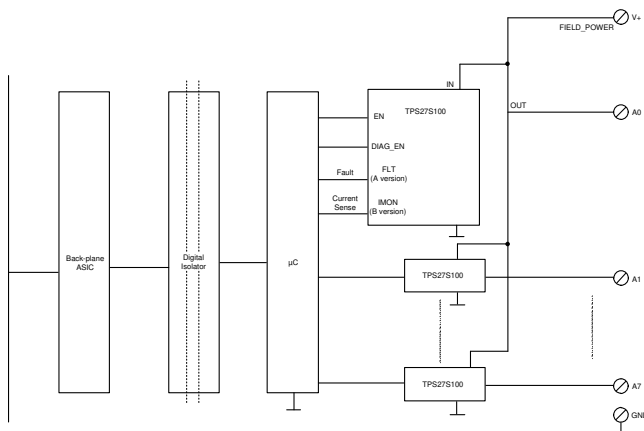 V+
FIELD_POWER
IN
TPS27S100
OUT
A0
EN
DIAG_EN
Fault
FLT
(A version)
Current
Sense
IMON
(B version)
Back-plane
ASIC
Digital
Isolator
µC
TPS27S100
A1
TPS27S100
A7
GND